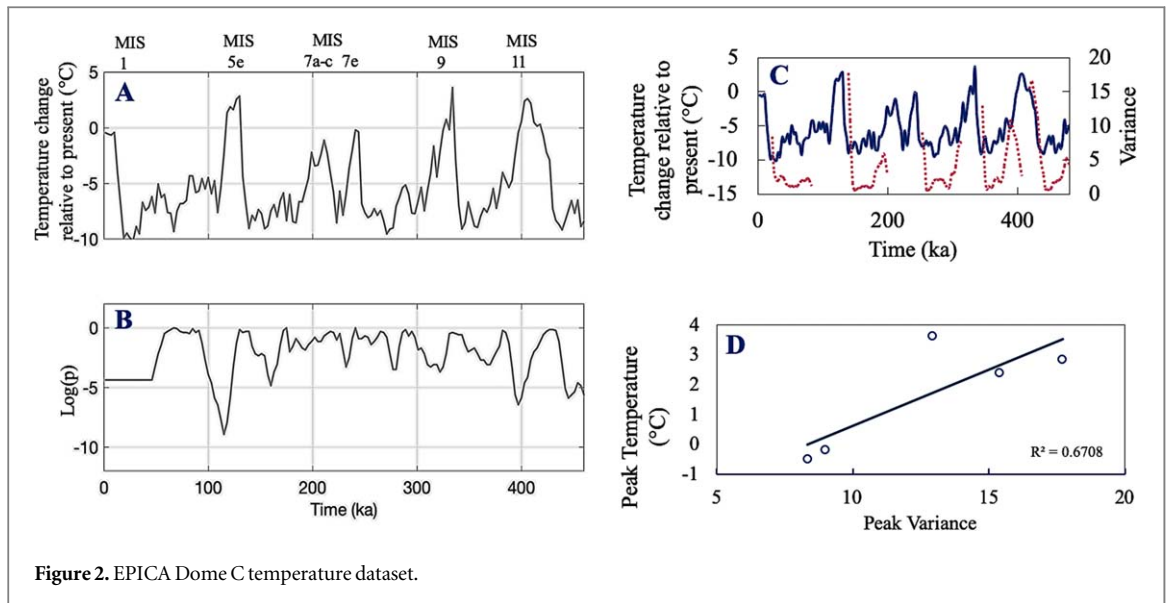 MIS MIS MIS MIS MIS
1 5e 7a-c 7e 9 11
A
Temperature change
relative to present (°C)
5
0
-5
-10
B
Log(p)
0
-5
-10
0 100 200 300 400
Time (ka)
C
Temperature
change relative to
present (°C)
5
0
-5
-10
-15
20
15
10
5
0
Variance
0 200 400
Time (ka)
D
Peak Temperature
(°C)
4
3
2
1
0
-1
R² = 0.6708
5 10 15 20
Peak Variance
Figure 2. EPICA Dome C temperature dataset.